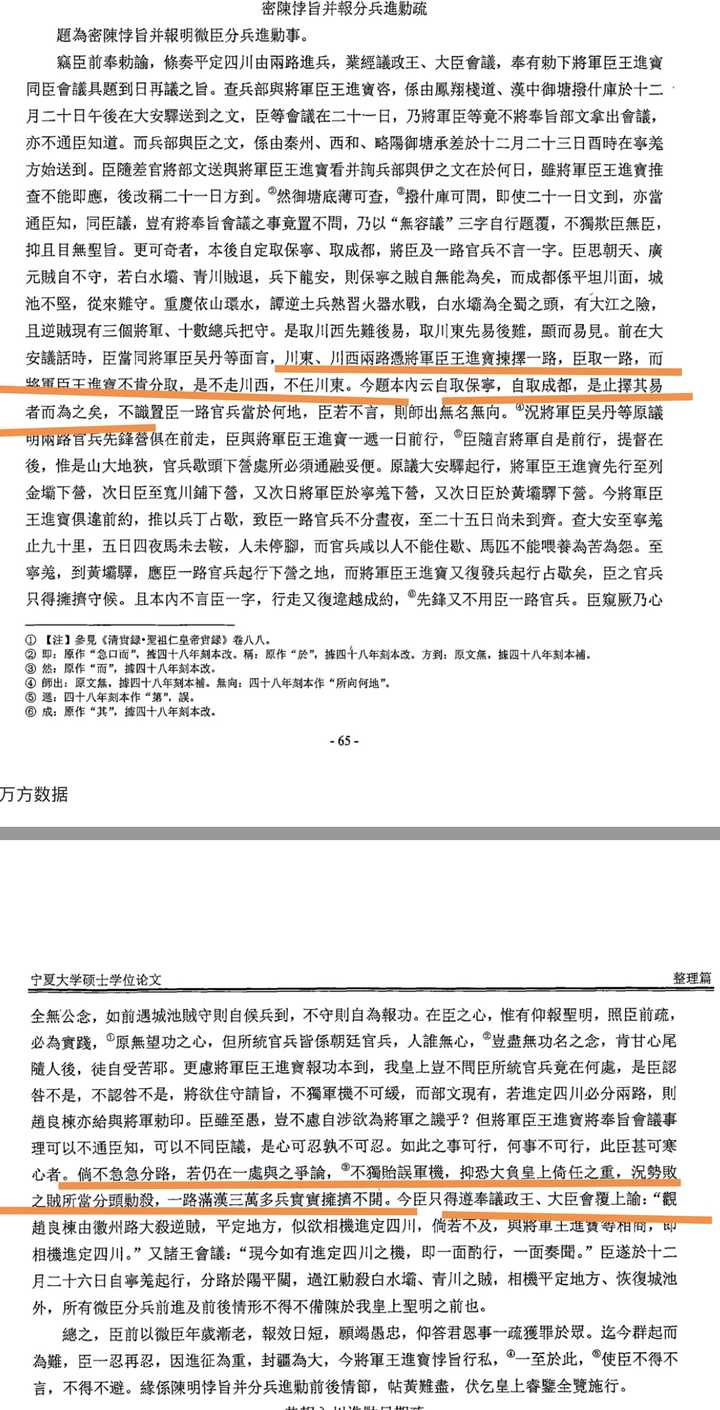 密陳悖旨并報分兵進勦疏
題為密陳悖旨并報明微臣分兵進勦事。
竊臣前奉勅諭，條奏平定四川由兩路進兵，業經議政王、大臣會議，奉有勅下將軍臣王進寶
同臣會議具題到日再議之旨。查兵部與將軍臣王進寶咨，係由鳳翔棧道、漢中御塘撥什庫於十二
月二十日午後在大安驛送到之文，臣等會議在二十一日，乃將軍臣等竟不將奉旨部文拿出會議，
亦不通臣知道。而兵部與臣之文，係由秦州、西和、略陽御塘承差於十二月二十三日酉時在寧羌
方始送到。臣隨差官將部文送與將軍臣王進寶看并詢兵部與伊之文在於何日，雖將軍臣王進寶推
查不能即應，後改稱二十一日方到。②然御塘底薄可查，③撥什庫可問，即使二十一日文到，亦當
通臣知，同臣議，豈有將奉旨會議之事竟置不問，乃以“無容議”三字自行題覆，不獨欺臣無臣，
抑且目無聖旨。更可奇者，本後自定取保寧、取成都，將臣及一路官兵不言一字。臣思朝天、廣
元賊自不守，若白水壩、青川賊退，兵下龍安，則保寧之賊自無能為矣，而成都係平坦川面，城
池不堅，從來難守。重慶依山環水，譚逆土兵熟習火器水戰，白水壩為全蜀之頭，有大江之險，
且逆賊現有三個將軍、十數總兵把守。是取川西先難後易，取川東先易後難，顯而易見。前在大
安議話時，臣當同將軍臣吳丹等面言，川東、川西兩路憑將軍臣王進寶揀擇一路，臣取一路，而
將軍臣王進寶不肯分取，是不走川西，不任川東。今題本內云自取保寧，自取成都，是止擇其易
者而為之矣，不識置臣一路官兵當於何地，臣若不言，則師出無名無向。④況將軍臣吳丹等原議
明兩路官兵先鋒營俱在前走，臣與將軍臣王進寶一遞一日前行，⑤臣隨言將軍自是前行，提督在
後，惟是山大地狹，官兵歇頭下營處所必須通融妥便。原議大安驛起行，將軍臣王進寶先行至列
金壩下營，次日臣至寬川鋪下營，又次日將軍臣於寧羌下營，又次日臣於黃壩驛下營。今將軍臣
王進寶俱違前約，推以兵丁占歇，致臣一路官兵不分晝夜，至二十五日尚未到齊。查大安至寧羌
止九十里，五日四夜馬未去鞍，人未停腳，而官兵咸以人不能住歇、馬匹不能喂養為苦為怨。至
寧羌，到黃壩驛，應臣一路官兵起行下營之地，而將軍臣王進寶又復發兵起行占歇矣，臣之官兵
只得擁擠守候。且本內不言臣一字，行走又復違越成約，⑥先鋒又不用臣一路官兵。臣窺厥乃心
① 【注】參見《清實錄·聖祖仁皇帝實錄》卷八八。
② 即：原作“急口而”，據四十八年刻本改。稱：原作“於”，據四十八年刻本改。方到：原文無，據四十八年刻本補。
③ 然：原作“而”，據四十八年刻本改。
④ 師出：原文無，據四十八年刻本補。無向：四十八年刻本作“所向何地”。
⑤ 遞：四十八年刻本作“第”，誤。
⑥ 成：原作“其”，據四十八年刻本改。
- 65 -
万方数据
宁夏大学硕士学位论文 整理篇
全無公念，如前遇城池賊守則自候兵到，不守則自為報功。在臣之心，惟有仰報聖明，照臣前疏，
必為實踐，①原無望功之心，但所統官兵皆係朝廷官兵，人誰無心，②豈盡無功名之念，肯甘心尾
隨人後，徒自受苦耶。更慮將軍臣王進寶報功本到，我皇上豈不問臣所統官兵竟在何處，是臣認
咎不是，不認咎不是，將欲住守請旨，不獨軍機不可緩，而部文現有，若進定四川必分兩路，則
趙良棟亦給與將軍勅印。臣雖至愚，豈不慮自涉欲為將軍之譏乎？但將軍臣王進寶將奉旨會議事
理可以不通臣知，可以不同臣議，是心可忍孰不可忍。如此之事可行，何事不可行，此臣甚可寒
心者。倘不急急分路，若仍在一處與之爭論，③不獨貽誤軍機，抑恐大負皇上倚任之重，況勢敗
之賊所當分頭勦殺，一路滿漢三萬多兵實實擁擠不開。今臣只得遵奉議政王、大臣會覆上諭：“觀
趙良棟由徽州路大殺逆賊，平定地方，似欲相機進定四川，倘若不及，與將軍王進寶等相商，即
相機進定四川。”又諸王會議：“現今如有進定四川之機，即一面酌行，一面奏聞。”臣遂於十二
月二十六日自寧羌起行，分路於陽平關，過江勦殺白水壩、青川之賊，相機平定地方、恢復城池
外，所有微臣分兵前進及前後情形不得不備陳於我皇上聖明之前也。
總之，臣前以微臣年歲漸老，報效日短，願竭愚忠，仰答君恩事一疏獲罪於眾。迄今群起而
為難，臣一忍再忍，因進征為重，封疆為大，今將軍王進寶悖旨行私，④一至於此，⑤使臣不得不
言，不得不避。緣係陳明悖旨并分兵進勦前後情節，帖黃難盡，伏乞皇上睿鑒全覽施行。